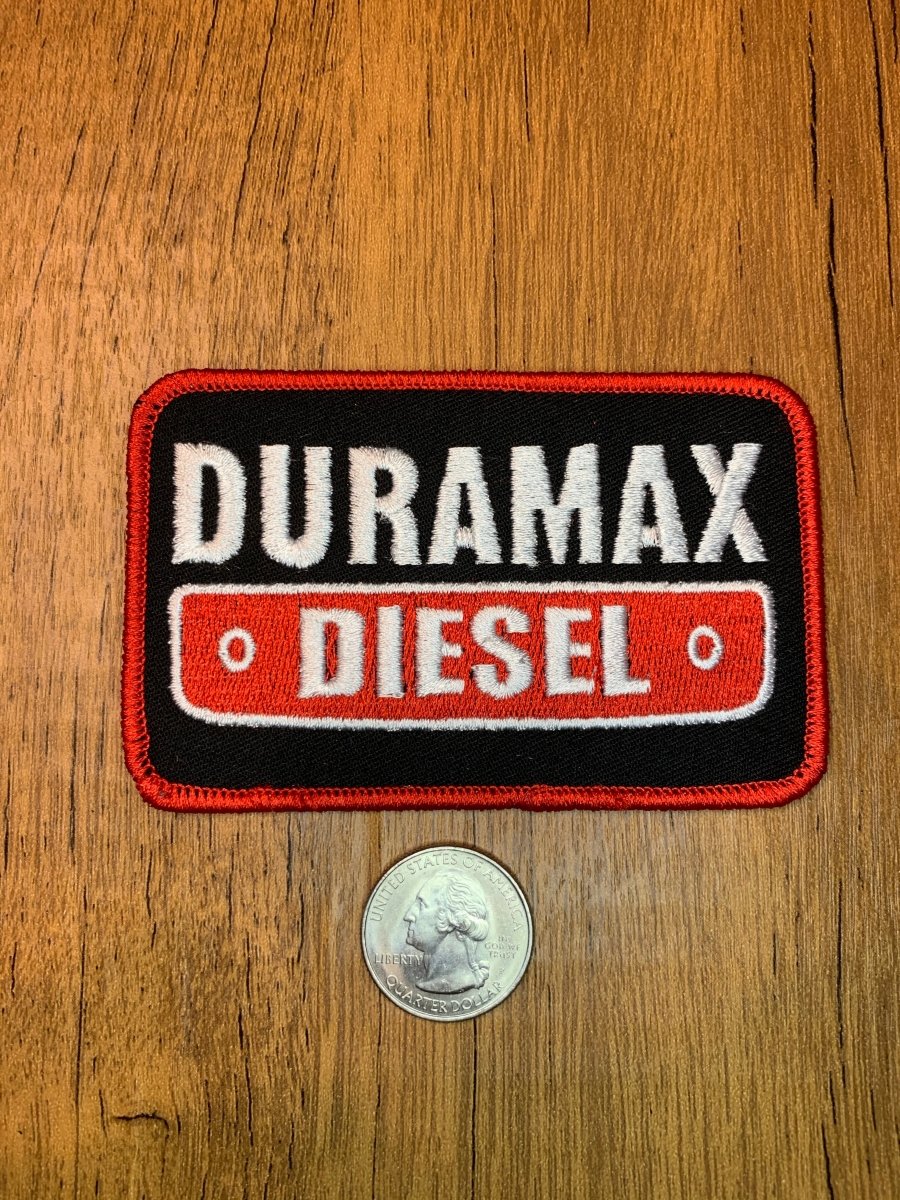 DURAMAX
DIESEL
UNITED STATES OF AMERICA
LIBERTY
IN
GOD WE
TRUST
QUARTER DOLLAR